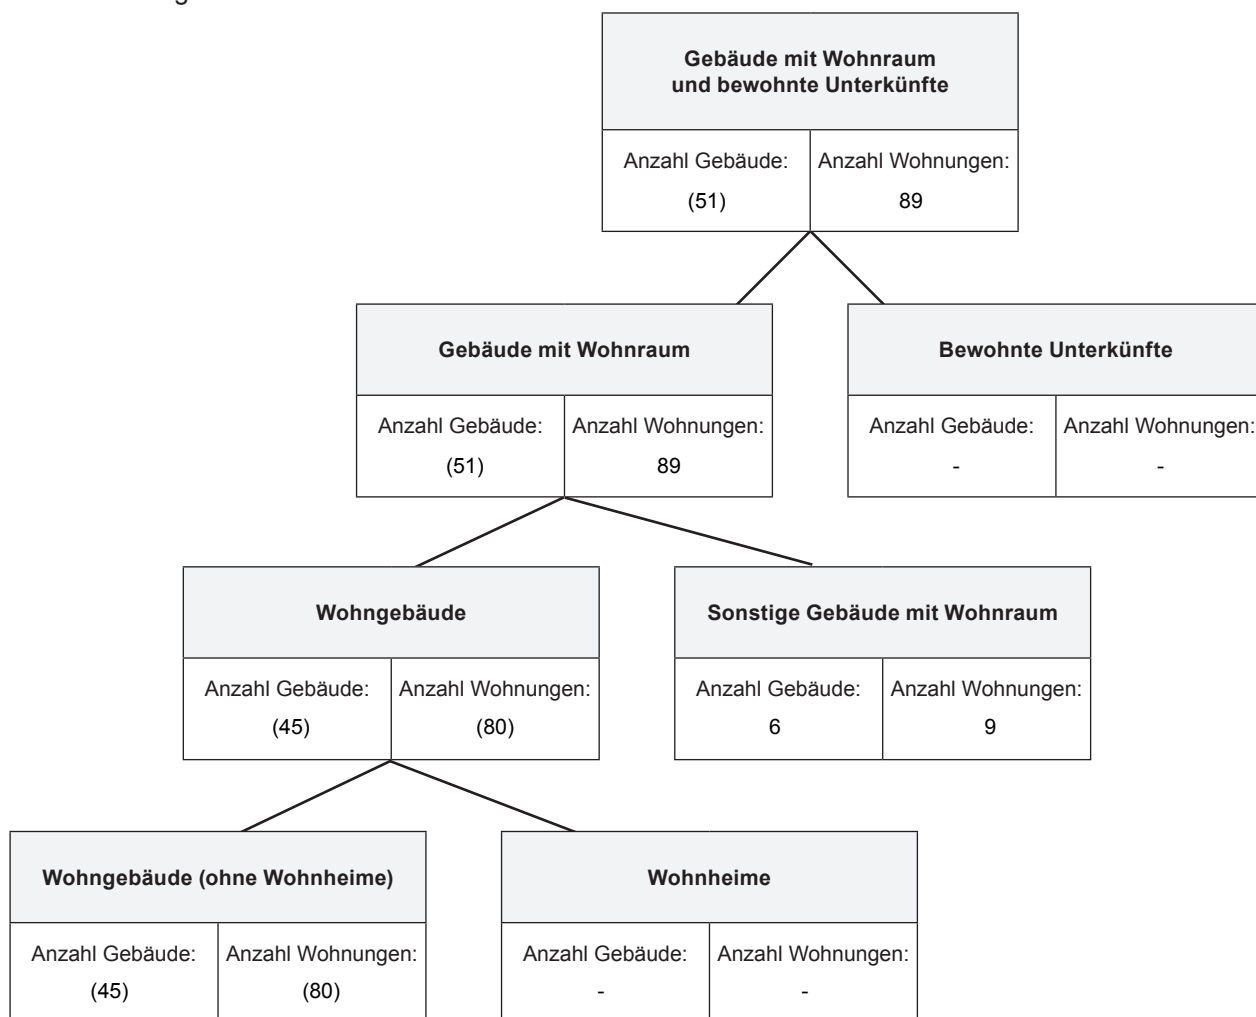 Gebäude mit Wohnraum
und bewohnte Unterkünfte
Anzahl Gebäude: Anzahl Wohnungen:
(51) 89
Gebäude mit Wohnraum
Bewohnte Unterkünfte
Anzahl Gebäude: Anzahl Wohnungen:
(51) 89
Anzahl Gebäude: Anzahl Wohnungen:
- -
Wohngebäude
Sonstige Gebäude mit Wohnraum
Anzahl Gebäude: Anzahl Wohnungen:
(45) (80)
Anzahl Gebäude: Anzahl Wohnungen:
6 9
Wohngebäude (ohne Wohnheime)
Wohnheime
Anzahl Gebäude: Anzahl Wohnungen:
(45) (80)
Anzahl Gebäude: Anzahl Wohnungen:
- -